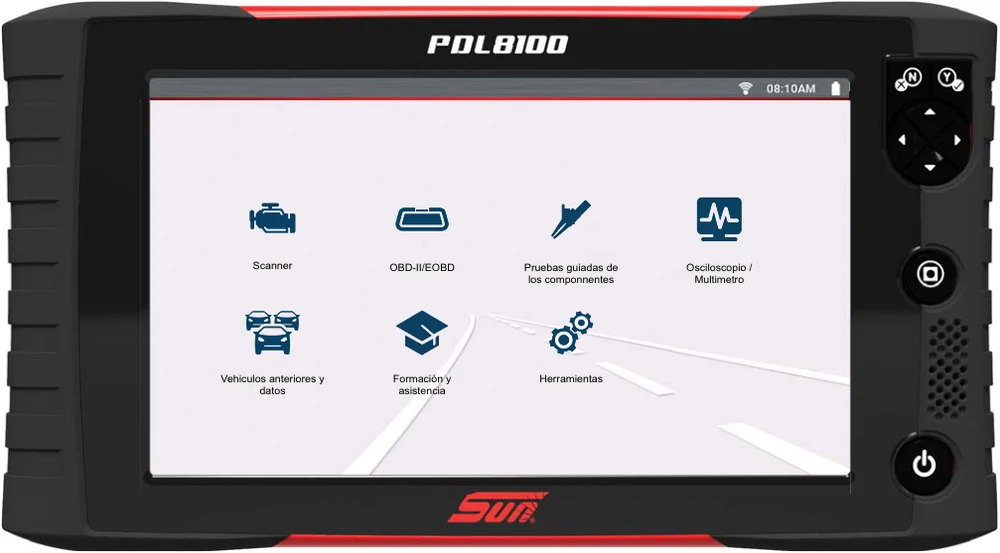 PDL8100
N
Y
08:10AM
Scanner
OBD-II/EOBD
Pruebas guiadas de
los componnentes
Osciloscopio /
Multimetro
Vehiculos anteriores y
datos
Formación y
asistencia
Herramientas
Sun®